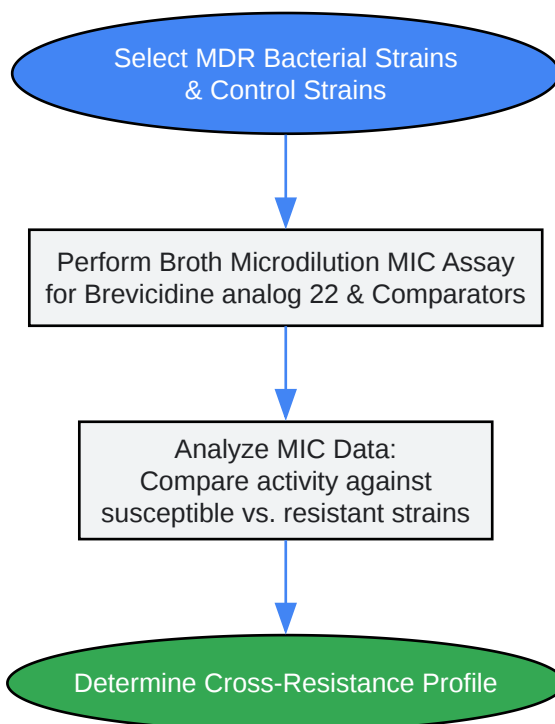 Select MDR Bacterial Strains
& Control Strains
Perform Broth Microdilution MIC Assay
for Brevicidine analog 22 & Comparators
Analyze MIC Data:
Compare activity against
susceptible vs. resistant strains
Determine Cross-Resistance Profile